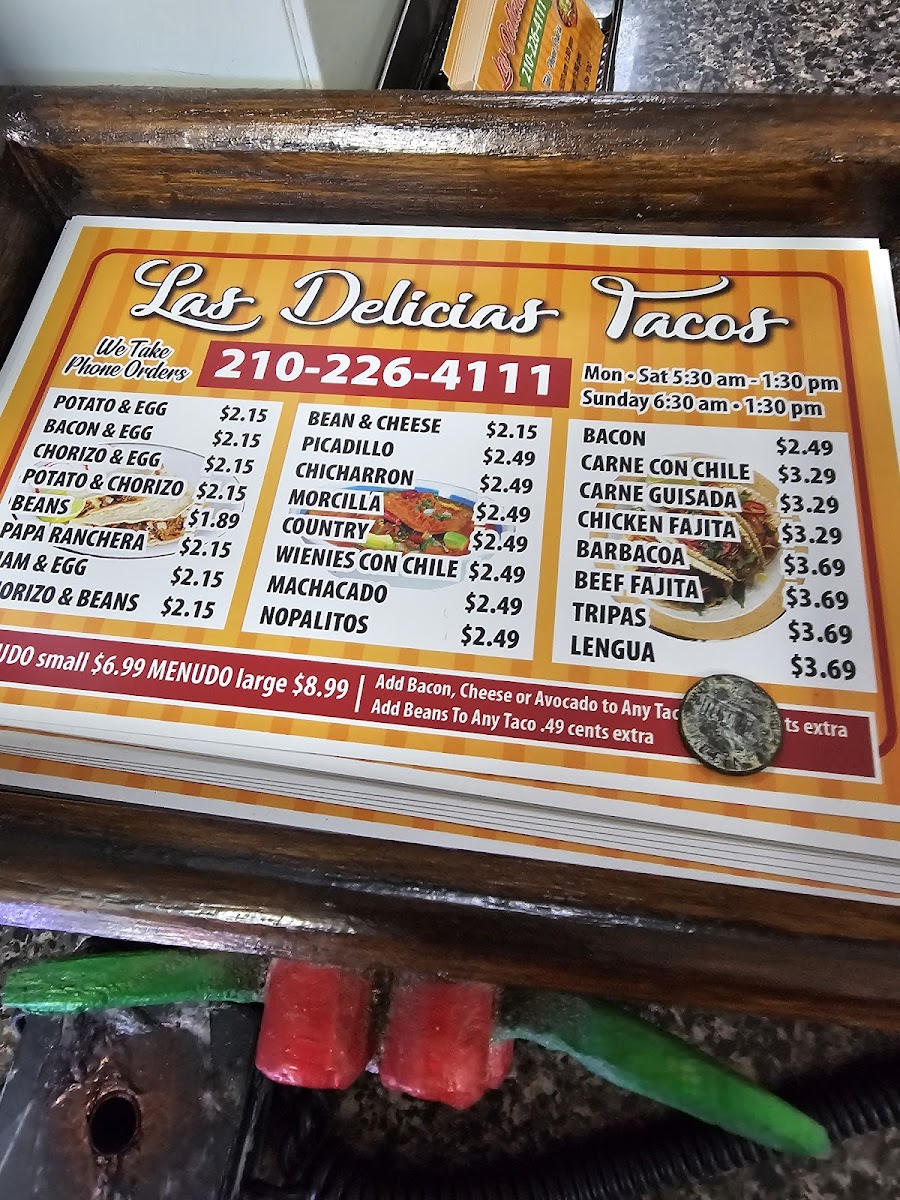 Las Delici
210-226-4111
Las Delicias Tacos
We Take
Phone Orders
210-226-4111
Mon • Sat 5:30 am - 1:30 pm
Sunday 6:30 am • 1:30 pm
POTATO & EGG $2.15
BACON & EGG $2.15
CHORIZO & EGG $2.15
POTATO & CHORIZO $2.15
BEANS $1.89
PAPA RANCHERA $2.15
AM & EGG $2.15
ORIZO & BEANS $2.15
BEAN & CHEESE $2.15
PICADILLO $2.49
CHICHARRON $2.49
MORCILLA $2.49
COUNTRY $2.49
WIENIES CON CHILE $2.49
MACHACADO $2.49
NOPALITOS $2.49
BACON $2.49
CARNE CON CHILE $3.29
CARNE GUISADA $3.29
CHICKEN FAJITA $3.29
BARBACOA $3.69
BEEF FAJITA $3.69
TRIPAS $3.69
LENGUA $3.69
UDO small $6.99 MENUDO large $8.99
Add Bacon, Cheese or Avocado to Any Tac ts extra
Add Beans To Any Taco .49 cents extra